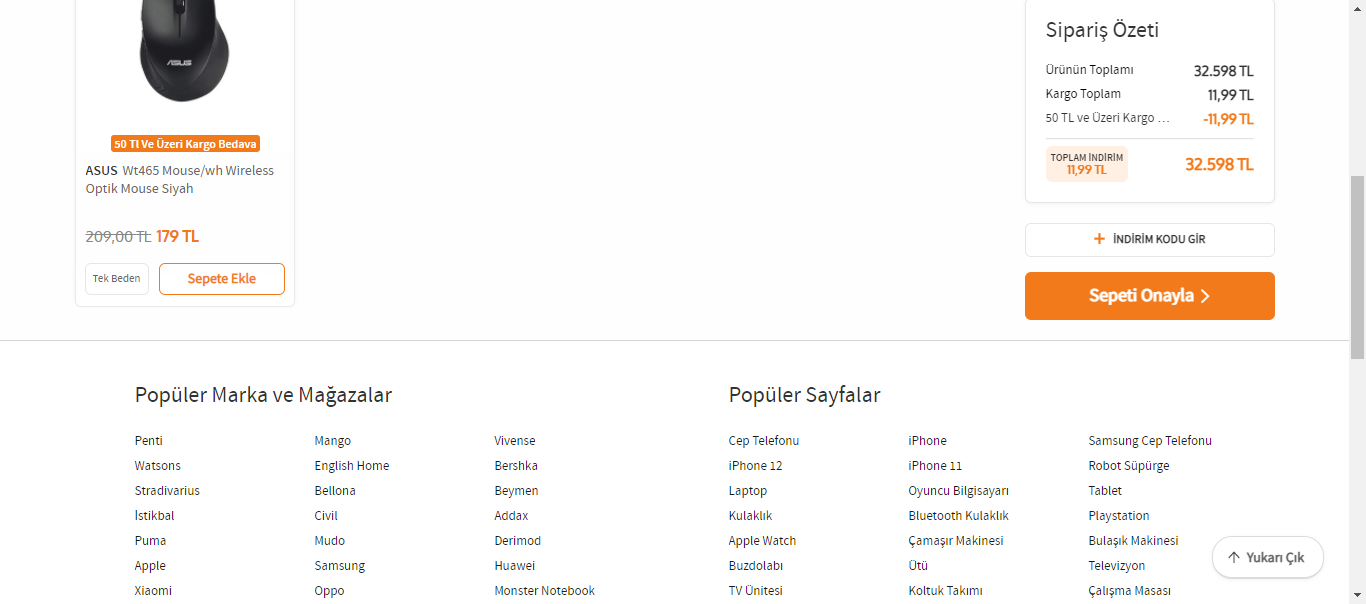 ASUS
50 Tl Ve Üzeri Kargo Bedava
ASUS Wt465 Mouse/wh Wireless
Optik Mouse Siyah
209,00 TL 179 TL
Tek Beden
Sepete Ekle
Sipariş Özeti
Ürünün Toplamı 32.598 TL
Kargo Toplam 11,99 TL
50 TL ve Üzeri Kargo ... -11,99 TL
TOPLAM İNDİRİM
11,99 TL
32.598 TL
+ İNDİRİM KODU GİR
Sepeti Onayla
Popüler Marka ve Mağazalar
Penti Mango Vivense
Watsons English Home Bershka
Stradivarius Bellona Beymen
İstikbal Civil Addax
Puma Mudo Derimod
Apple Samsung Huawei
Xiaomi Oppo Monster Notebook
Popüler Sayfalar
Cep Telefonu iPhone Samsung Cep Telefonu
iPhone 12 iPhone 11 Robot Süpürge
Laptop Oyuncu Bilgisayarı Tablet
Kulaklık Bluetooth Kulaklık Playstation
Apple Watch Çamaşır Makinesi Bulaşık Makinesi
Buzdolabı Ütü Televizyon
TV Ünitesi Koltuk Takımı Çalışma Masası
Yukarı Çık